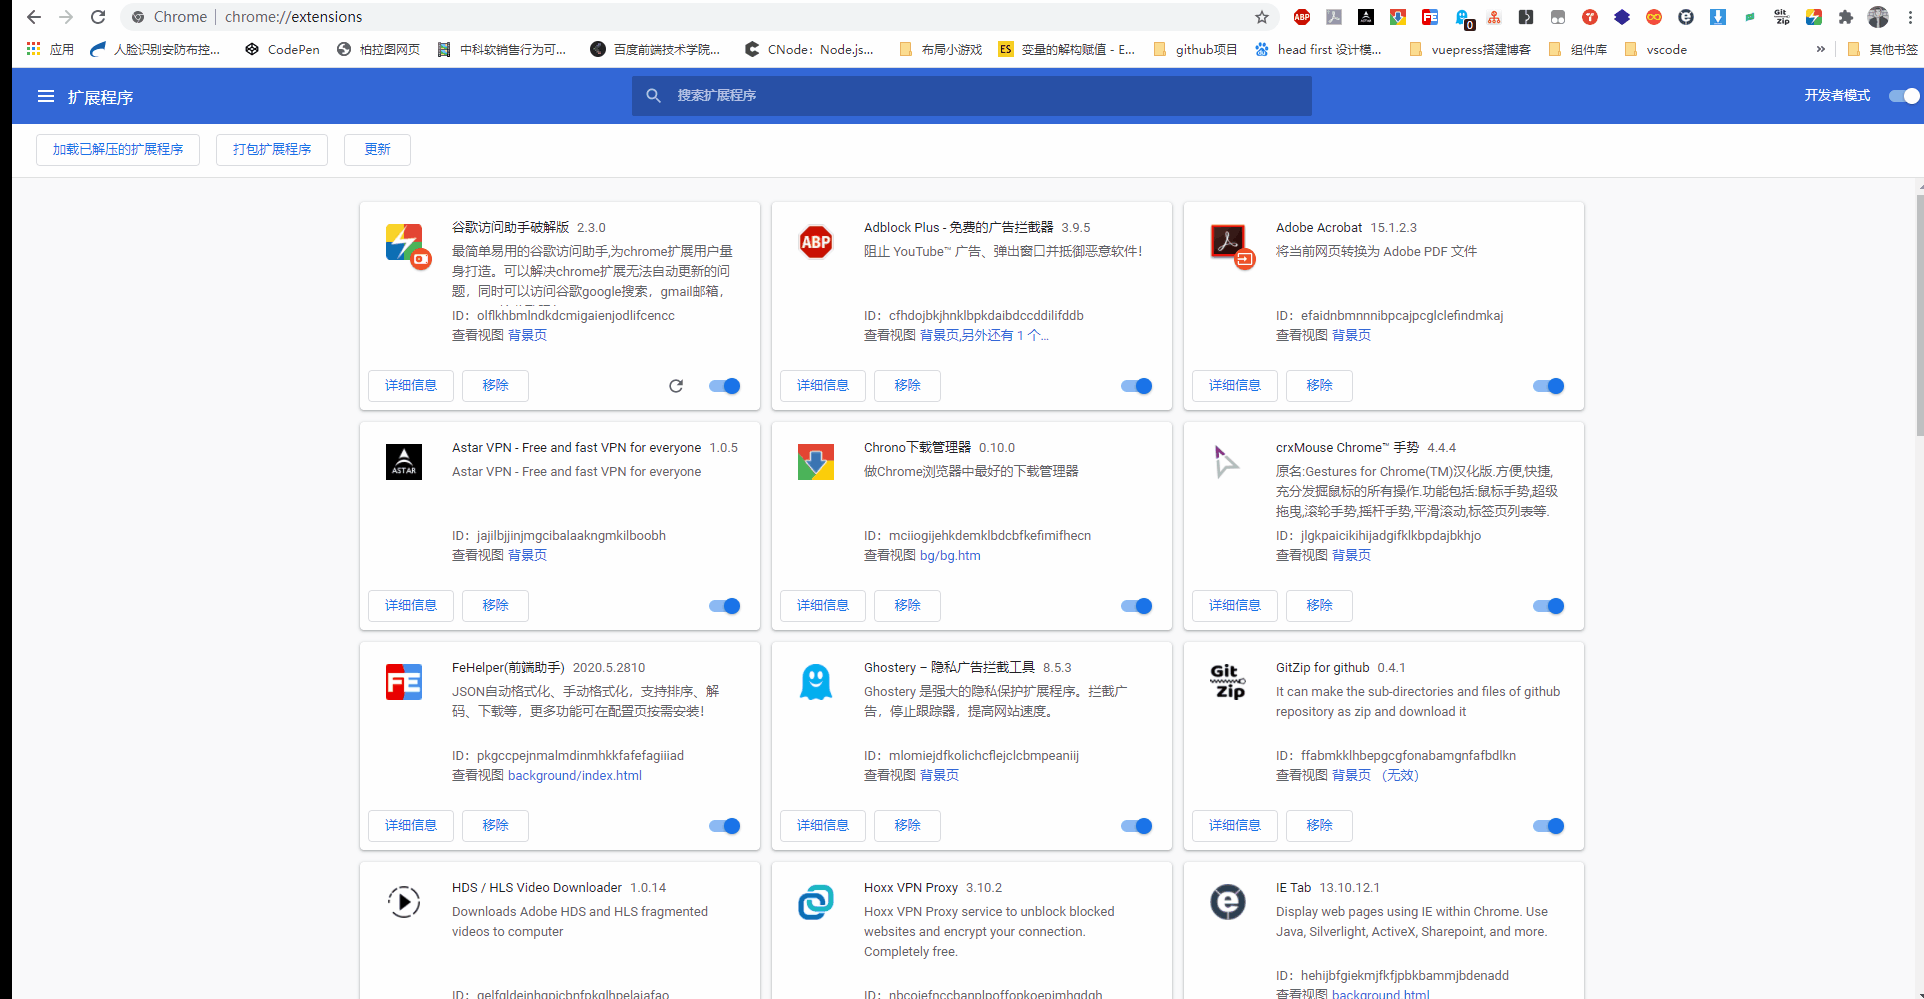 Chrome | chrome://extensions
ABP FE 0 Git Zip
应用 人脸识别安防布控... CodePen 柏拉图网页 中科软销售行为可... 百度前端技术学院... CNode：Node.js... 布局小游戏 ES 变量的解构赋值 - E... github项目 head first 设计模... vuepress搭建博客 组件库 vscode » 其他书签
扩展程序 搜索扩展程序 开发者模式
加载已解压的扩展程序 打包扩展程序 更新
谷歌访问助手破解版 2.3.0
最简单易用的谷歌访问助手,为chrome扩展用户量
身打造。可以解决chrome扩展无法自动更新的问
题，同时可以访问谷歌google搜索，gmail邮箱，
ID：olflkhbmlndkdcmigaienjodlifcencc
查看视图 背景页
详细信息 移除
ABP
Adblock Plus - 免费的广告拦截器 3.9.5
阻止 YouTube™ 广告、弹出窗口并抵御恶意软件！
ID：cfhdojbkjhnklbpkdaibdccddilifddb
查看视图 背景页,另外还有 1 个...
详细信息 移除
Adobe Acrobat 15.1.2.3
将当前网页转换为 Adobe PDF 文件
ID：efaidnbmnnnibpcajpcglclefindmkaj
查看视图 背景页
详细信息 移除
ASTAR
Astar VPN - Free and fast VPN for everyone 1.0.5
Astar VPN - Free and fast VPN for everyone
ID：jajilbjjinjmgcibalaakngmkilboobh
查看视图 背景页
详细信息 移除
Chrono下载管理器 0.10.0
做Chrome浏览器中最好的下载管理器
ID：mciiogijehkdemklbdcbfkefimifhecn
查看视图 bg/bg.htm
详细信息 移除
crxMouse Chrome™ 手势 4.4.4
原名:Gestures for Chrome(TM)汉化版.方便,快捷,
充分发掘鼠标的所有操作.功能包括:鼠标手势,超级
拖曳,滚轮手势,摇杆手势,平滑滚动,标签页列表等.
ID：jlgkpaicikihijadgifklkbpdajbkhjo
查看视图 背景页
详细信息 移除
FE
FeHelper(前端助手) 2020.5.2810
JSON自动格式化、手动格式化，支持排序、解
码、下载等，更多功能可在配置页按需安装！
ID：pkgccpejnmalmdinmhkkfafefagiiiad
查看视图 background/index.html
详细信息 移除
Ghostery – 隐私广告拦截工具 8.5.3
Ghostery 是强大的隐私保护扩展程序。拦截广
告，停止跟踪器，提高网站速度。
ID：mlomiejdfkolichcflejclcbmpeaniij
查看视图 背景页
详细信息 移除
Git Zip
GitZip for github 0.4.1
It can make the sub-directories and files of github
repository as zip and download it
ID：ffabmkklhbepgcgfonabamgnfafbdlkn
查看视图 背景页 （无效）
详细信息 移除
HDS / HLS Video Downloader 1.0.14
Downloads Adobe HDS and HLS fragmented
videos to computer
Hoxx VPN Proxy 3.10.2
Hoxx VPN Proxy service to unblock blocked
websites and encrypt your connection.
Completely free.
ID：nbcojefnccbanplpoffopkoepjmhgdgh
IE Tab 13.10.12.1
Display web pages using IE within Chrome. Use
Java, Silverlight, ActiveX, Sharepoint, and more.
ID：hehijbfgiekmjfkfjpbkbammjbdenadd
查看视图 background.html